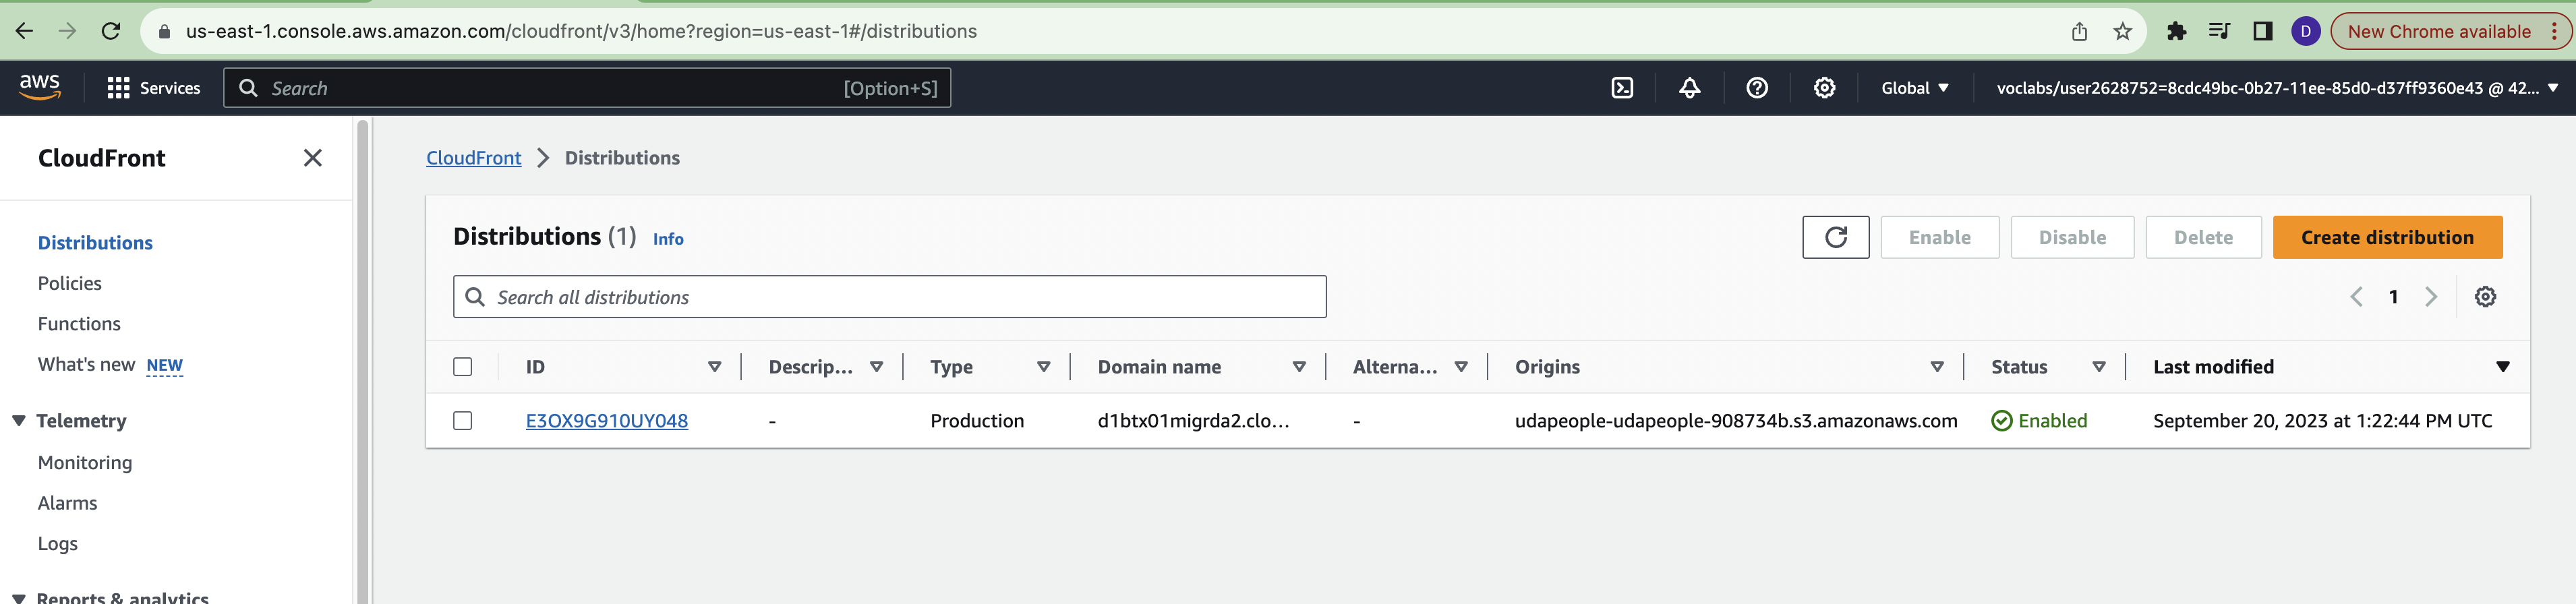 us-east-1.console.aws.amazon.com/cloudfront/v3/home?region=us-east-1#/distributions
D
New Chrome available
aws
Services
Search
[Option+S]
Global
voclabs/user2628752=8cdc49bc-0b27-11ee-85d0-d37ff9360e43 @ 42...
CloudFront
Distributions
Policies
Functions
What's new NEW
Telemetry
Monitoring
Alarms
Logs
Reports & analytics
CloudFront > Distributions
Distributions (1) Info
Enable
Disable
Delete
Create distribution
Search all distributions
1
ID Descrip... Type Domain name Alterna... Origins Status Last modified
E3OX9G910UY048 - Production d1btx01migrda2.clo... - udapeople-udapeople-908734b.s3.amazonaws.com Enabled September 20, 2023 at 1:22:44 PM UTC